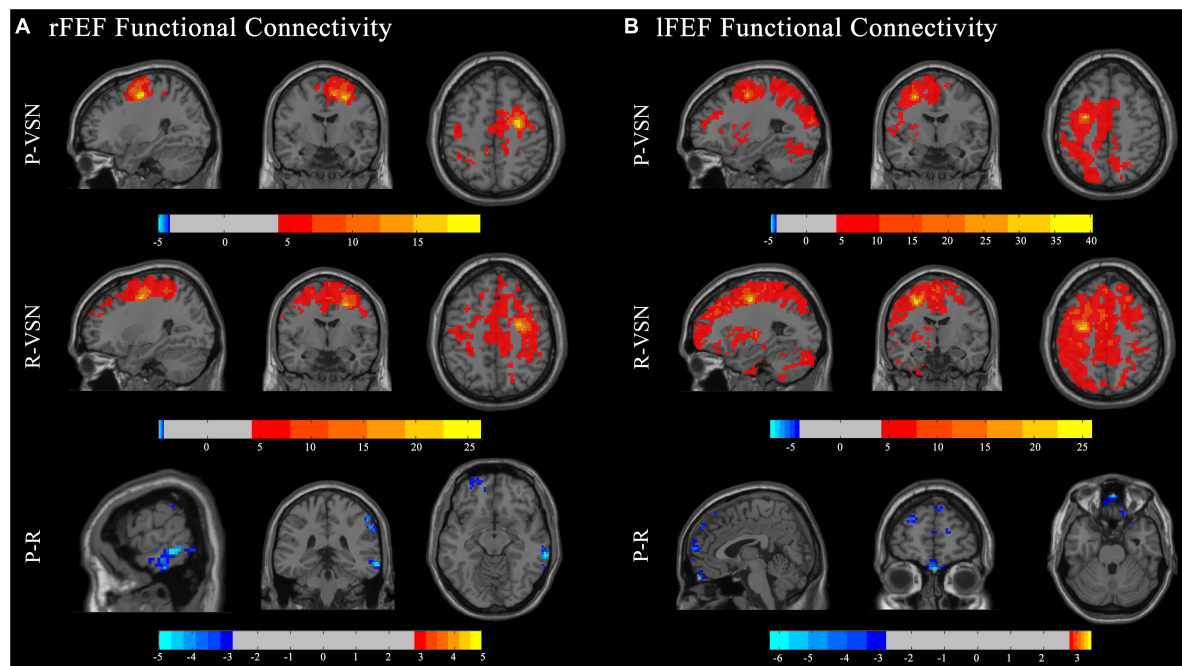 A rFEF Functional Connectivity
P-VSN
-5 0 5 10 15
R-VSN
0 5 10 15 20 25
P-R
-5 -4 -3 -2 -1 0 1 2 3 4 5
B lFEF Functional Connectivity
P-VSN
-5 0 5 10 15 20 25 30 35 40
R-VSN
-5 0 5 10 15 20 25
P-R
-6 -5 -4 -3 -2 -1 0 1 2 3